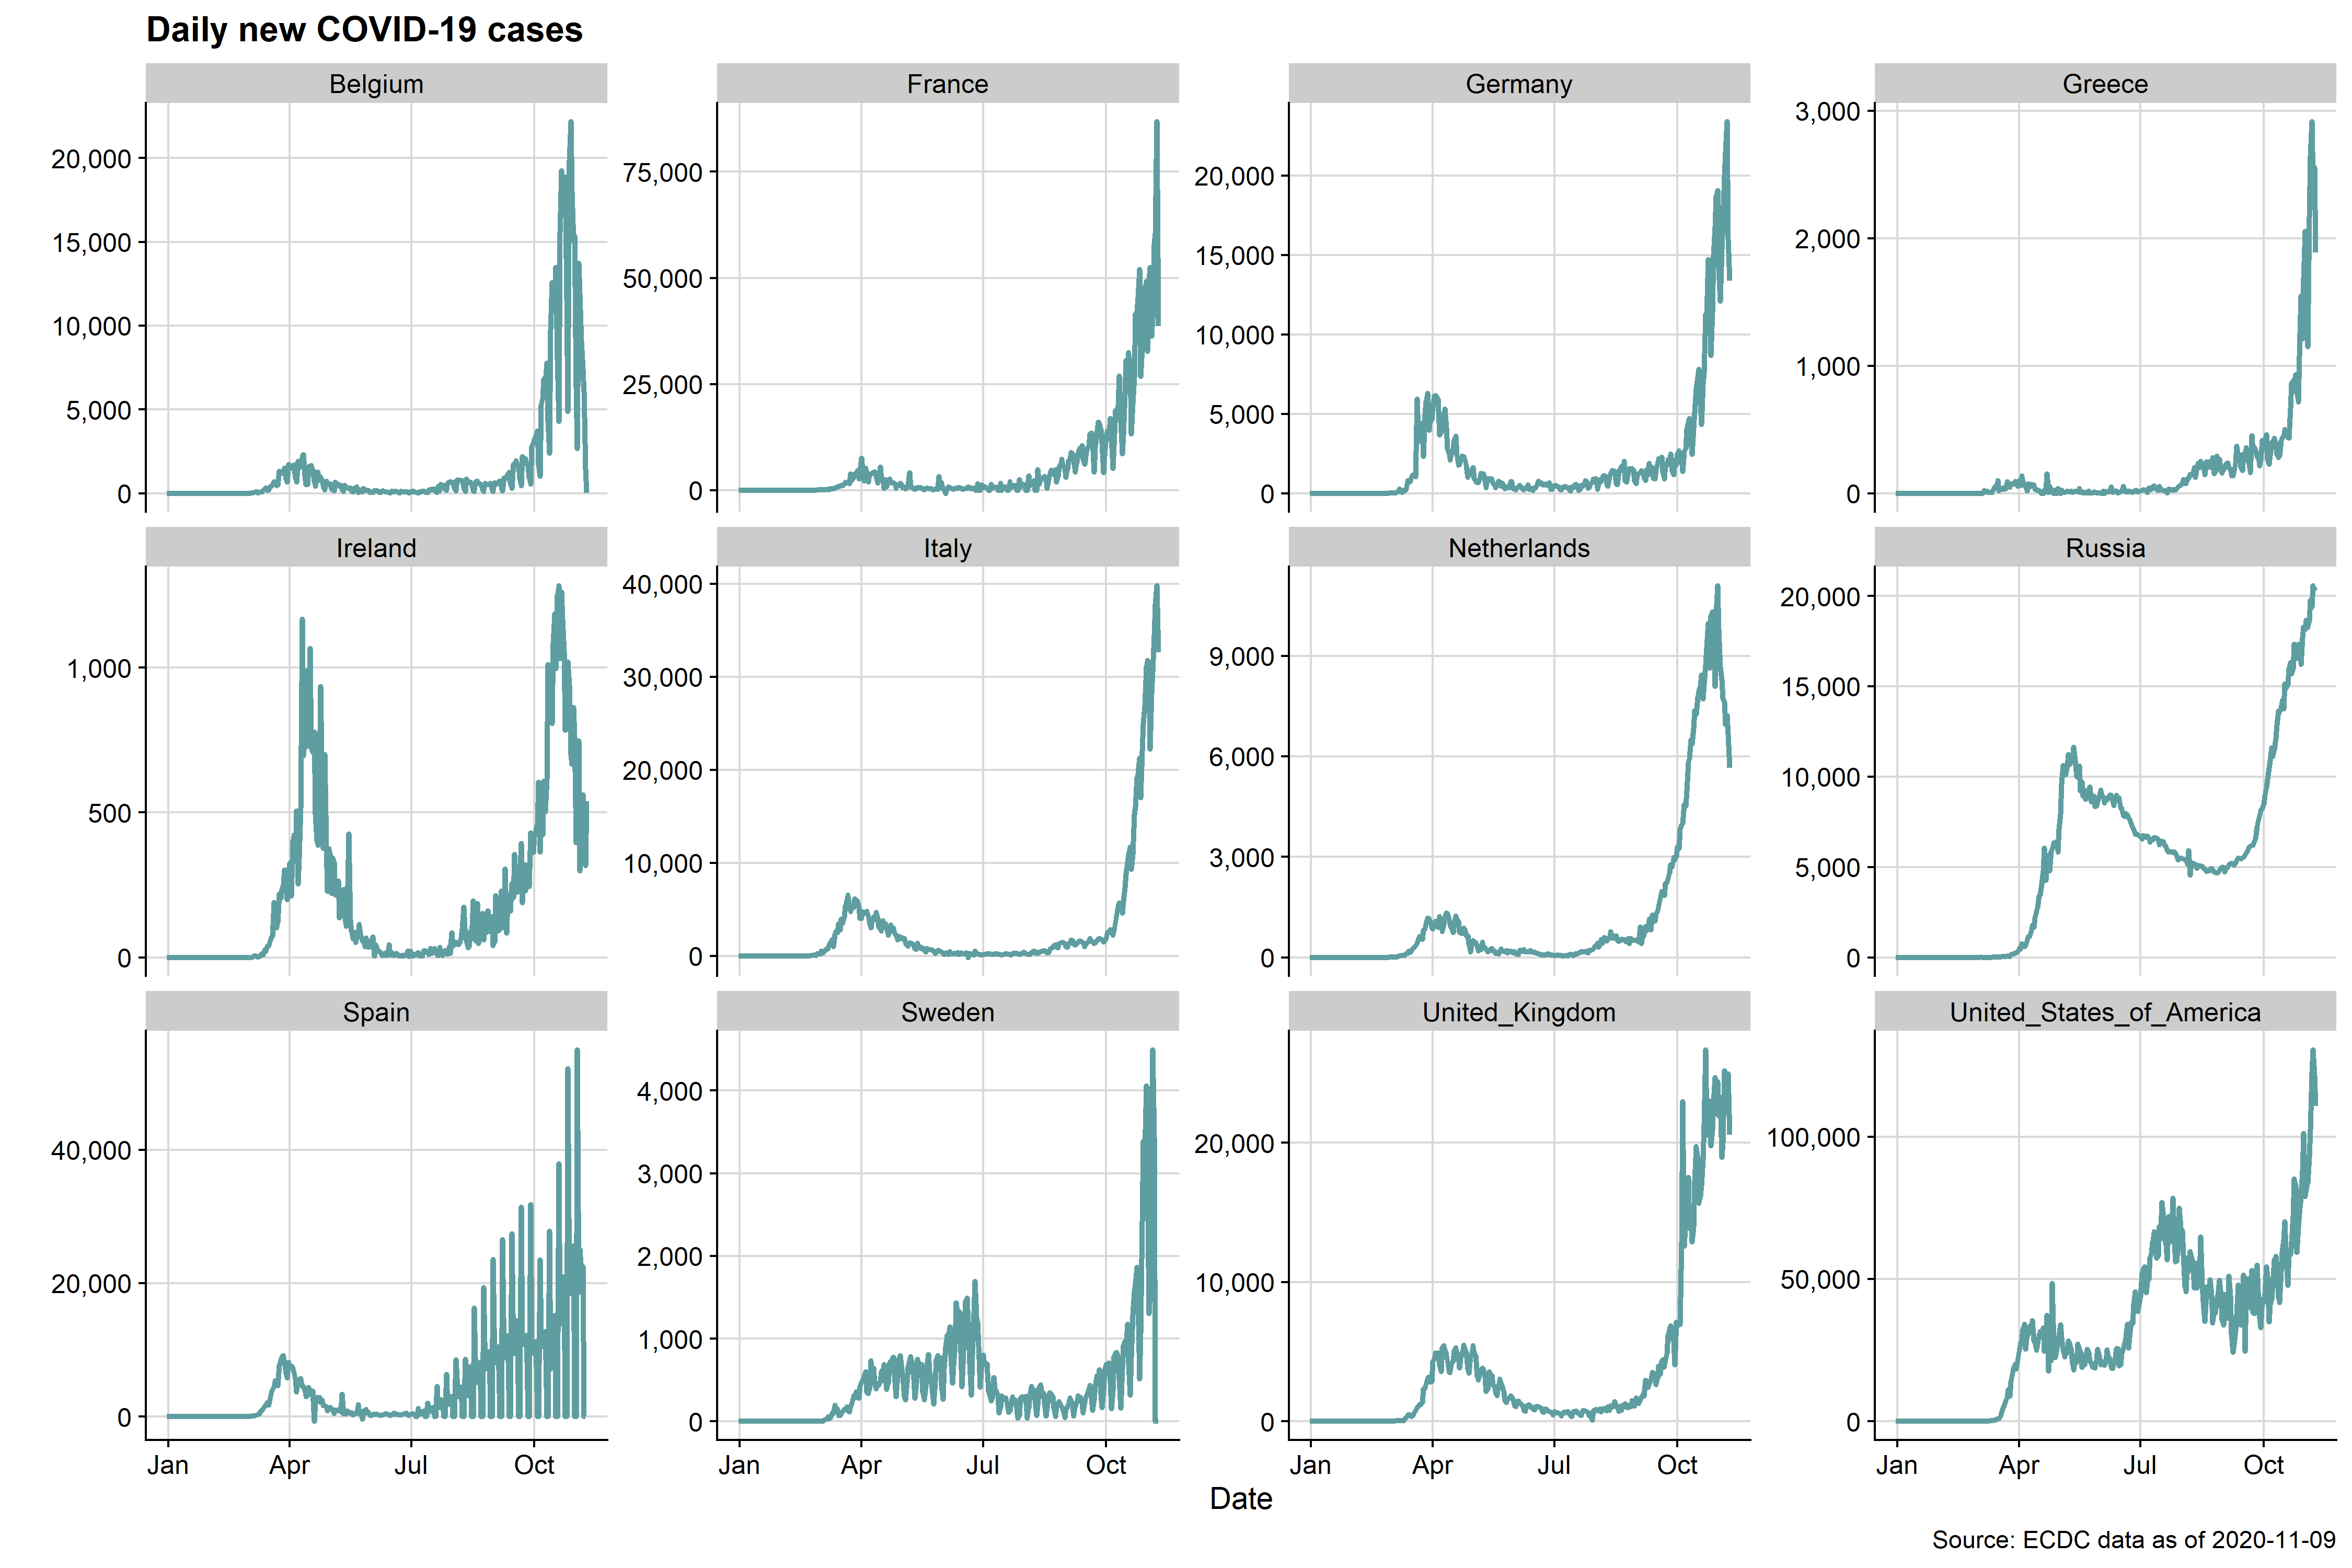 Daily new COVID-19 cases
Belgium
France
Germany
Greece
20,000
15,000
10,000
5,000
0
75,000
50,000
25,000
0
20,000
15,000
10,000
5,000
0
3,000
2,000
1,000
0
Ireland
Italy
Netherlands
Russia
1,000
500
0
40,000
30,000
20,000
10,000
0
9,000
6,000
3,000
0
20,000
15,000
10,000
5,000
0
Spain
Sweden
United_Kingdom
United_States_of_America
40,000
20,000
0
4,000
3,000
2,000
1,000
0
20,000
10,000
0
100,000
50,000
0
Jan Apr Jul Oct
Jan Apr Jul Oct
Jan Apr Jul Oct
Jan Apr Jul Oct
Date
Source: ECDC data as of 2020-11-09